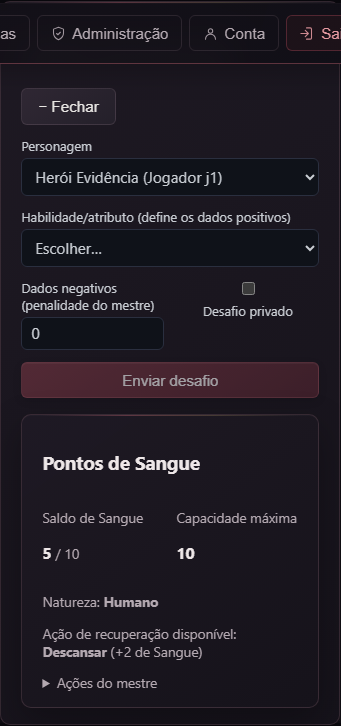 as Administração Conta Sai
− Fechar
Personagem
Herói Evidência (Jogador j1)
Habilidade/atributo (define os dados positivos)
Escolher...
Dados negativos
(penalidade do mestre)
Desafio privado
0
Enviar desafio
Pontos de Sangue
Saldo de Sangue Capacidade máxima
5 / 10 10
Natureza: Humano
Ação de recuperação disponível:
Descansar (+2 de Sangue)
▶ Ações do mestre